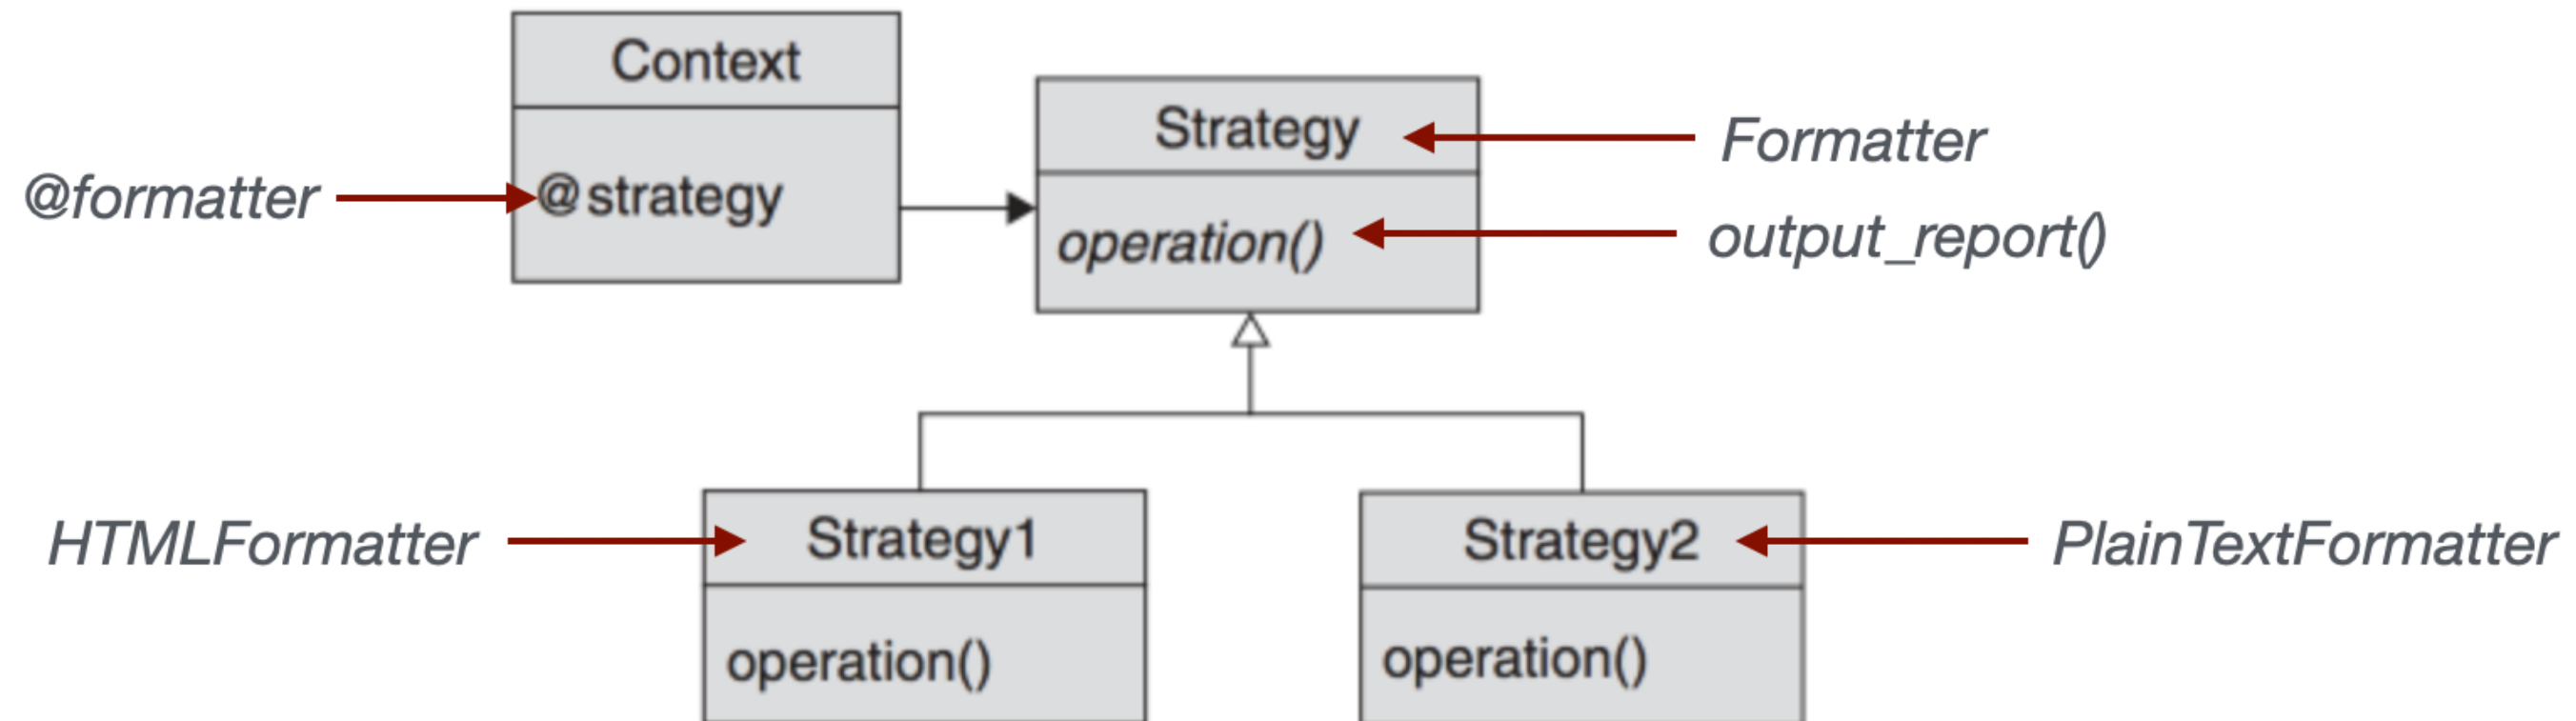 Context
Strategy
Formatter
@formatter
@strategy
operation()
output_report()
HTMLFormatter
Strategy1
Strategy2
PlainTextFormatter
operation()
operation()